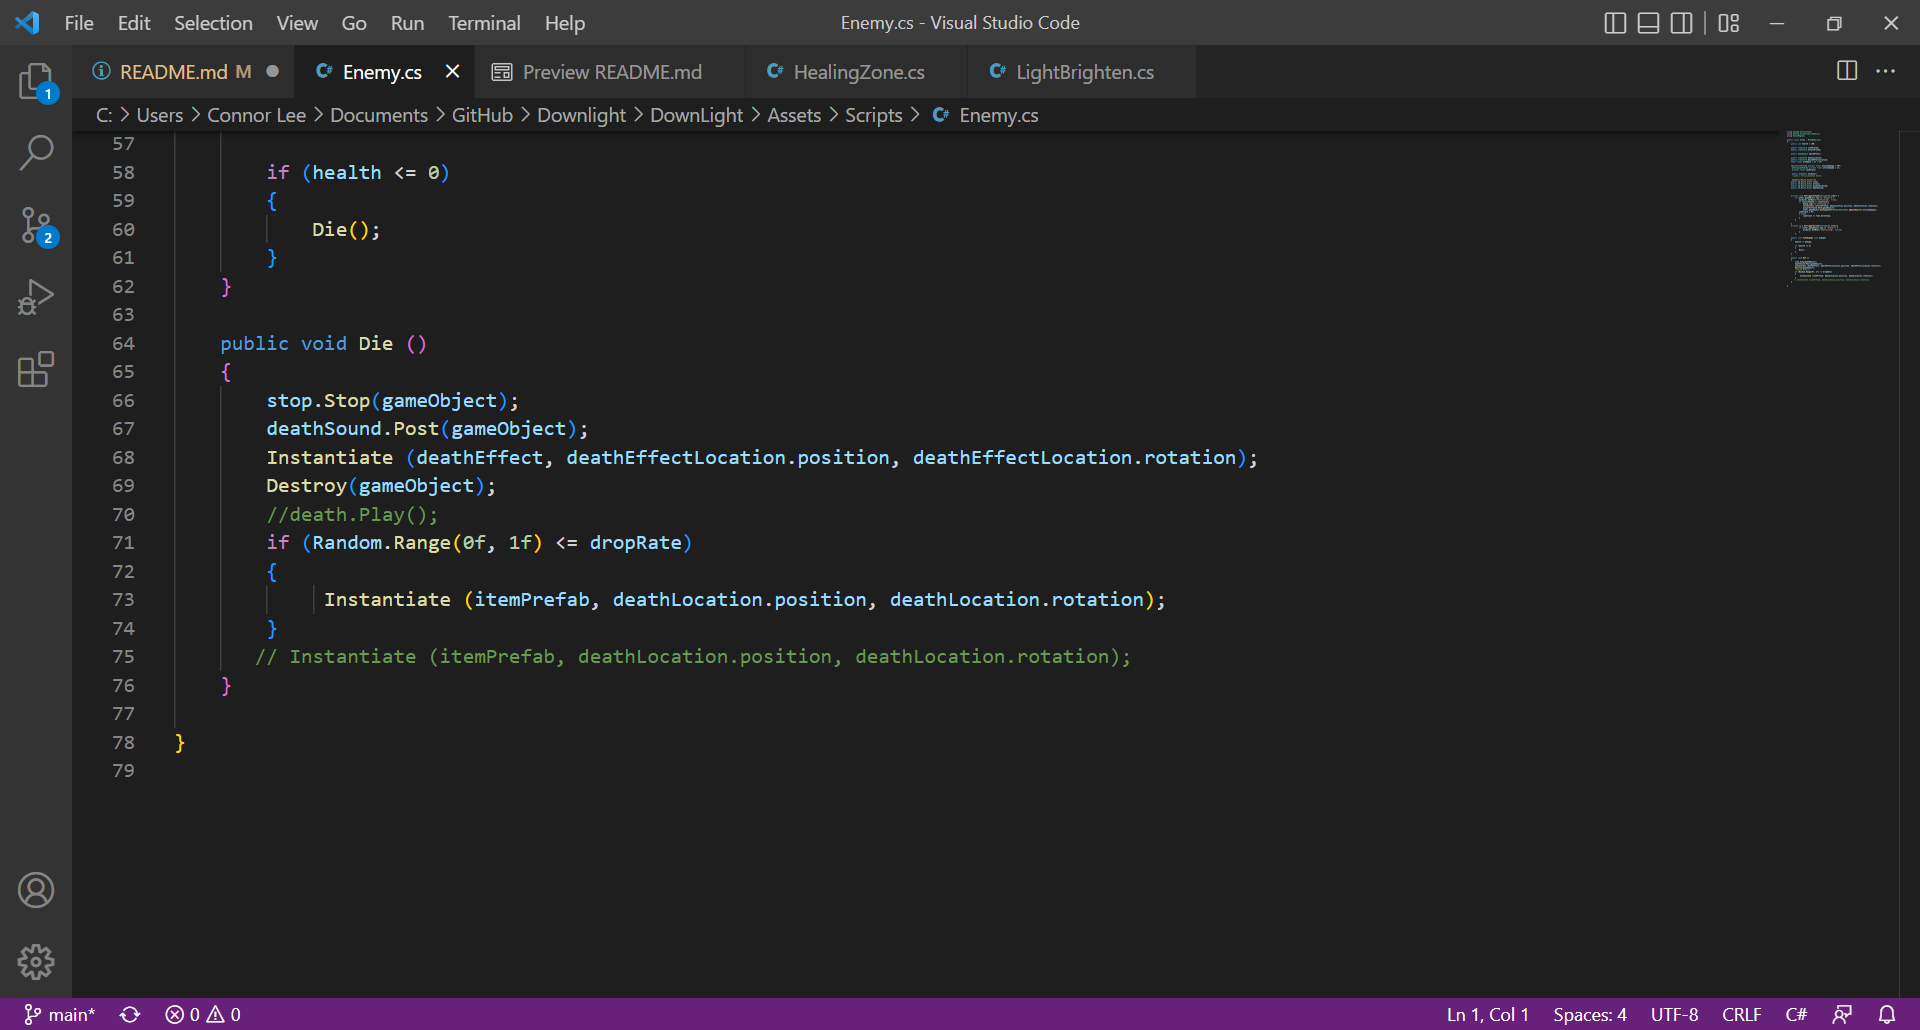 File Edit Selection View Go Run Terminal Help Enemy.cs - Visual Studio Code
README.md M Enemy.cs Preview README.md HealingZone.cs LightBrighten.cs
1
2
C: > Users > Connor Lee > Documents > GitHub > Downlight > DownLight > Assets > Scripts > Enemy.cs
57
58 if (health <= 0)
59 {
60 Die();
61 }
62 }
63
64 public void Die ()
65 {
66 stop.Stop(gameObject);
67 deathSound.Post(gameObject);
68 Instantiate (deathEffect, deathEffectLocation.position, deathEffectLocation.rotation);
69 Destroy(gameObject);
70 //death.Play();
71 if (Random.Range(0f, 1f) <= dropRate)
72 {
73 Instantiate (itemPrefab, deathLocation.position, deathLocation.rotation);
74 }
75 // Instantiate (itemPrefab, deathLocation.position, deathLocation.rotation);
76 }
77
78 }
79
main* 0 0 Ln 1, Col 1 Spaces: 4 UTF-8 CRLF C#